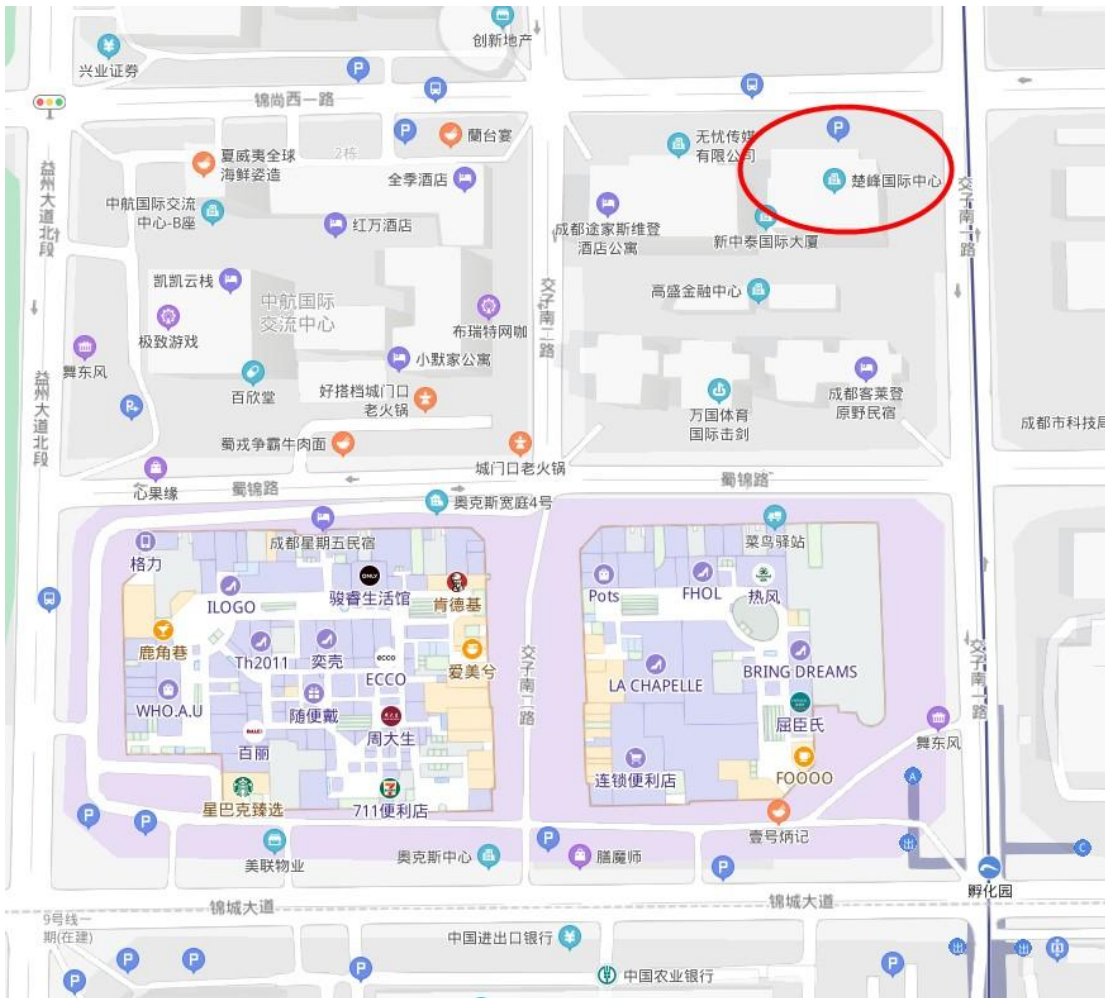 创新地产
兴业证券
P
锦尚西一路
P
蘭台宴
无忧传媒
有限公司
P
楚峰国际中心
夏威夷全球
海鲜姿造
2栋
全季酒店
益州大道北段
中航国际交流
中心-B座
红万酒店
成都途家斯维登
酒店公寓
新中泰国际大厦
交子南一路
凯凯云栈
中航国际
交流中心
高盛金融中心
极致游戏
布瑞特网咖
交子南二路
舞东风
小默家公寓
百欣堂
好搭档城门口
老火锅
万国体育
国际击剑
成都客莱登
原野民宿
益州大道北段
P
蜀戎争霸牛肉面
城门口老火锅
成都市科技局
心果缘
蜀锦路
蜀锦路
奥克斯宽庭4号
成都星期五民宿
菜鸟驿站
格力
ILOGO
ONLY
骏睿生活馆
肯德基
Pots
FHOL
热风
鹿角巷
Th2011
奕壳
ecco
ECCO
爱美兮
交子南二路
LA CHAPELLE
BRING DREAMS
交子南一路
WHO.A.U
随便戴
周大生
屈臣氏
舞东风
百丽
连锁便利店
FOOOO
A
星巴克臻选
711便利店
壹号炳记
P
P
P
出
C
美联物业
奥克斯中心
膳魔师
P
孵化园
锦城大道
锦城大道
9号线一
期(在建)
中国进出口银行
出
出
P
P
P
P
中国农业银行
P
P